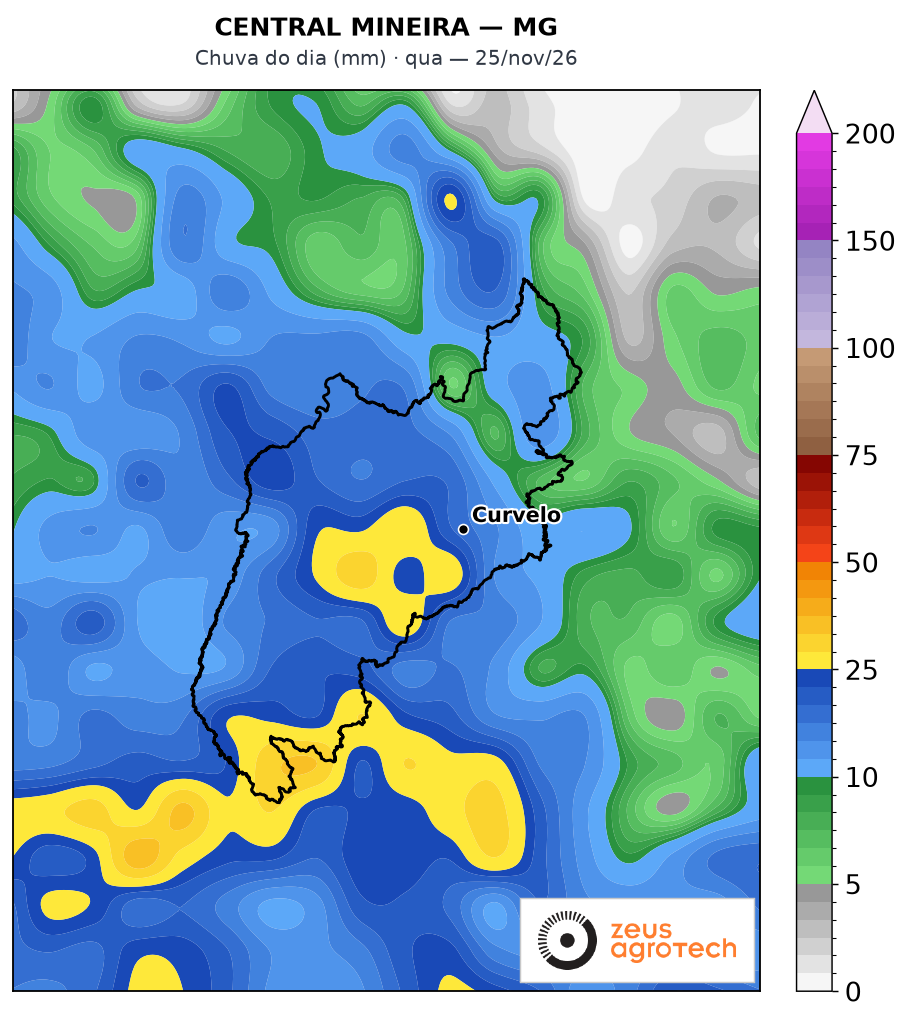 CENTRAL MINEIRA — MG
Chuva do dia (mm) · qua — 25/nov/26
200
150
100
75
50
25
10
5
0
Curvelo
zeus
agrotech